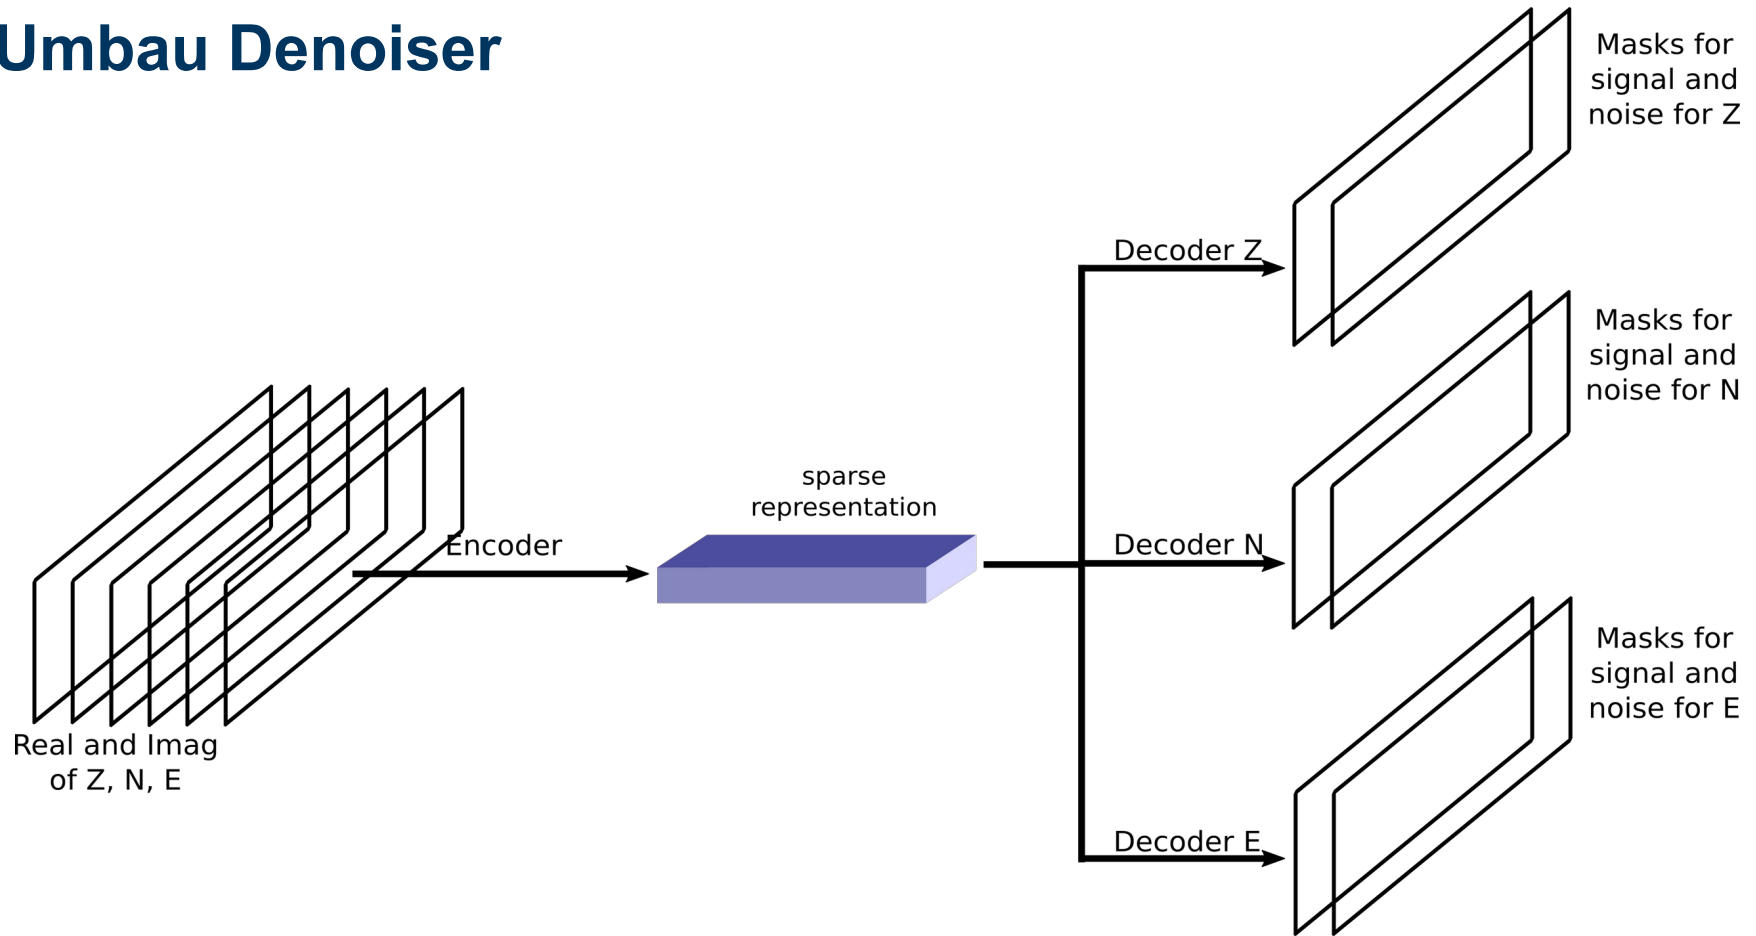 Umbau Denoiser
Masks for
signal and
noise for Z
Decoder Z
Masks for
signal and
noise for N
sparse
representation
Encoder
Decoder N
Masks for
signal and
noise for E
Real and Imag
of Z, N, E
Decoder E